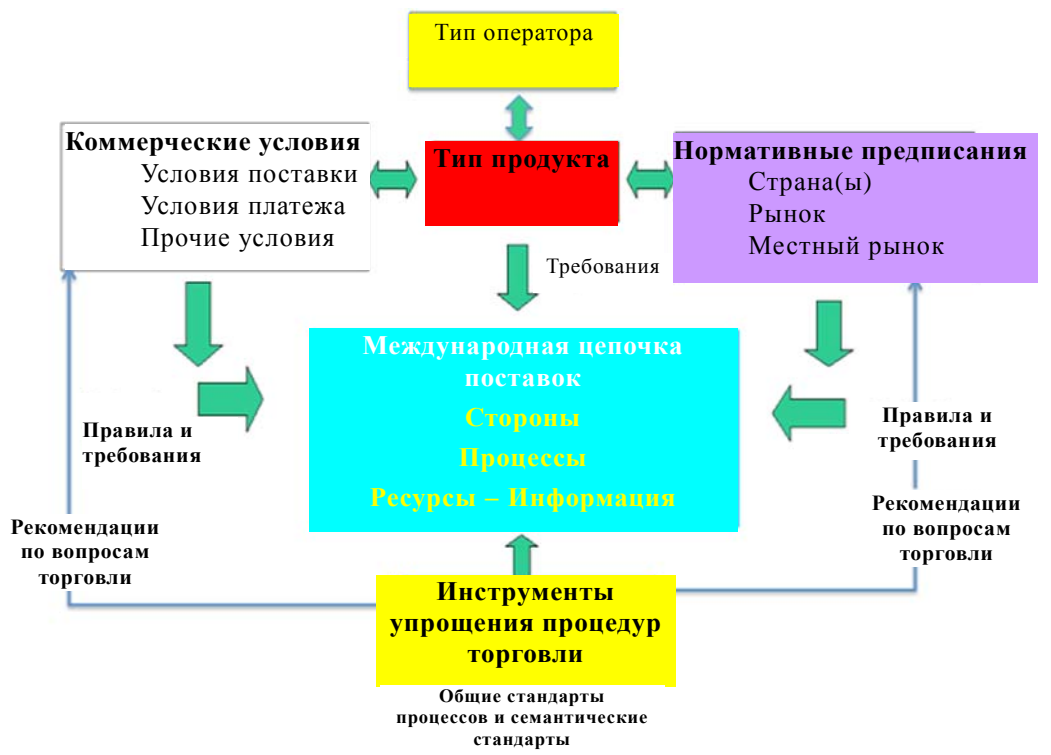 Тип оператора
Коммерческие условия
Условия поставки
Условия платежа
Прочие условия
Тип продукта
Нормативные предписания
Страна(ы)
Рынок
Местный рынок
Требования
Международная цепочка
поставок
Стороны
Процессы
Ресурсы – Информация
Правила и
требования
Правила и
требования
Рекомендации
по вопросам
торговли
Рекомендации
по вопросам
торговли
Инструменты
упрощения процедур
торговли
Общие стандарты
процессов и семантические
стандарты